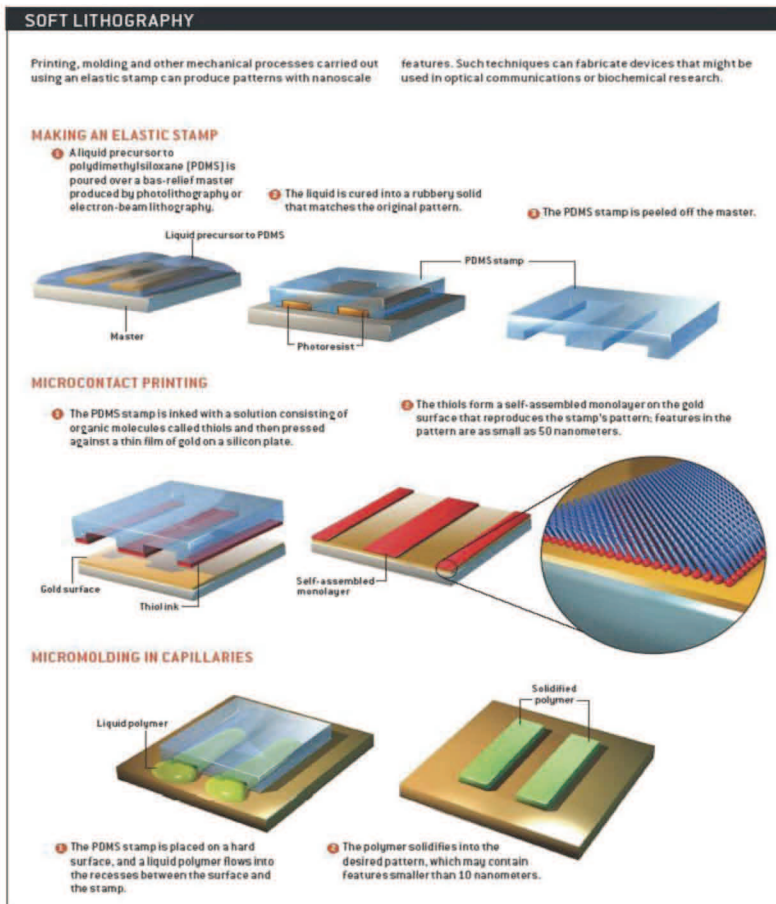 SOFT LITHOGRAPHY
Printing, molding and other mechanical processes carried out
using an elastic stamp can produce patterns with nanoscale
features. Such techniques can fabricate devices that might be
used in optical communications or biochemical research.
MAKING AN ELASTIC STAMP
1 A liquid precursor to
polydimethylsiloxane (PDMS) is
poured over a bas-relief master
produced by photolithography or
electron-beam lithography.
2 The liquid is cured into a rubbery solid
that matches the original pattern.
3 The PDMS stamp is peeled off the master.
Liquid precursor to PDMS
PDMS stamp
Master
Photoresist
MICROCONTACT PRINTING
1 The PDMS stamp is inked with a solution consisting of
organic molecules called thiols and then pressed
against a thin film of gold on a silicon plate.
2 The thiols form a self-assembled monolayer on the gold
surface that reproduces the stamp's pattern; features in the
pattern are as small as 50 nanometers.
Gold surface
Thiol ink
Self-assembled
monolayer
MICROMOLDING IN CAPILLARIES
Liquid polymer
Solidified
polymer
1 The PDMS stamp is placed on a hard
surface, and a liquid polymer flows into
the recesses between the surface and
the stamp.
2 The polymer solidifies into the
desired pattern, which may contain
features smaller than 10 nanometers.